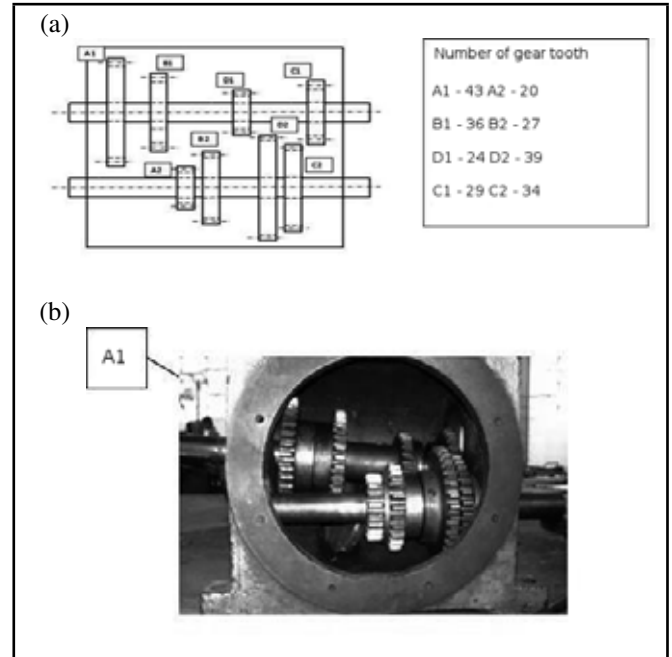 (a)
A1
B1
D1
C1
B2
D2
A2
C2
Number of gear tooth
A1 - 43 A2 - 20
B1 - 36 B2 - 27
D1 - 24 D2 - 39
C1 - 29 C2 - 34
(b)
A1